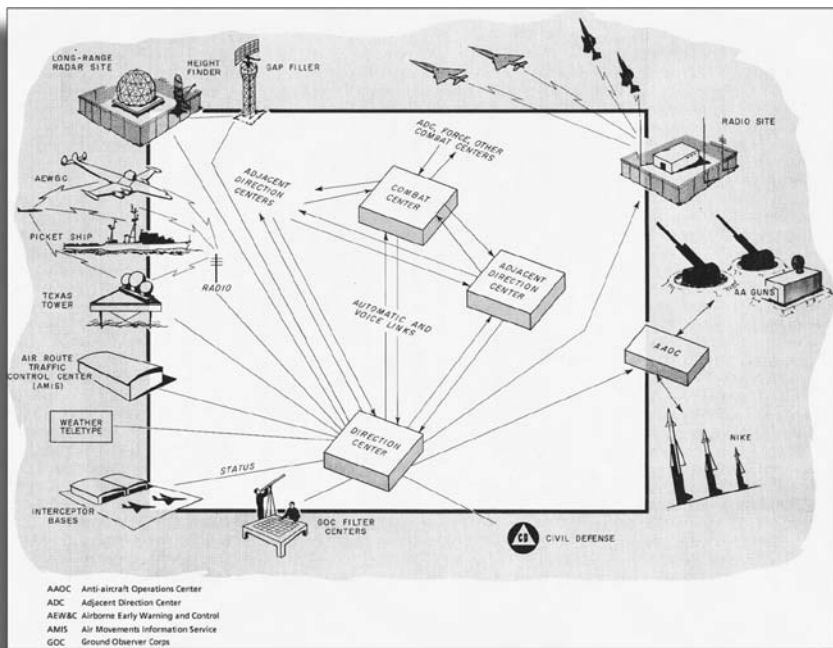 LONG-RANGE
RADAR SITE
HEIGHT
FINDER
GAP FILLER
RADIO SITE
ADC, FORCE, OTHER
COMBAT CENTERS
AEW&C
ADJACENT
DIRECTION
CENTERS
COMBAT
CENTER
PICKET SHIP
RADIO
ADJACENT
DIRECTION
CENTER
AA GUNS
TEXAS
TOWER
AUTOMATIC AND
VOICE LINKS
AAOC
AIR ROUTE
TRAFFIC
CONTROL CENTER
(AMIS)
WEATHER
TELETYPE
DIRECTION
CENTER
NIKE
STATUS
INTERCEPTOR
BASES
GOC FILTER
CENTERS
CD
CIVIL DEFENSE
AAOC Anti-aircraft Operations Center
ADC Adjacent Direction Center
AEW&C Airborne Early Warning and Control
AMIS Air Movements Information Service
GOC Ground Observer Corps